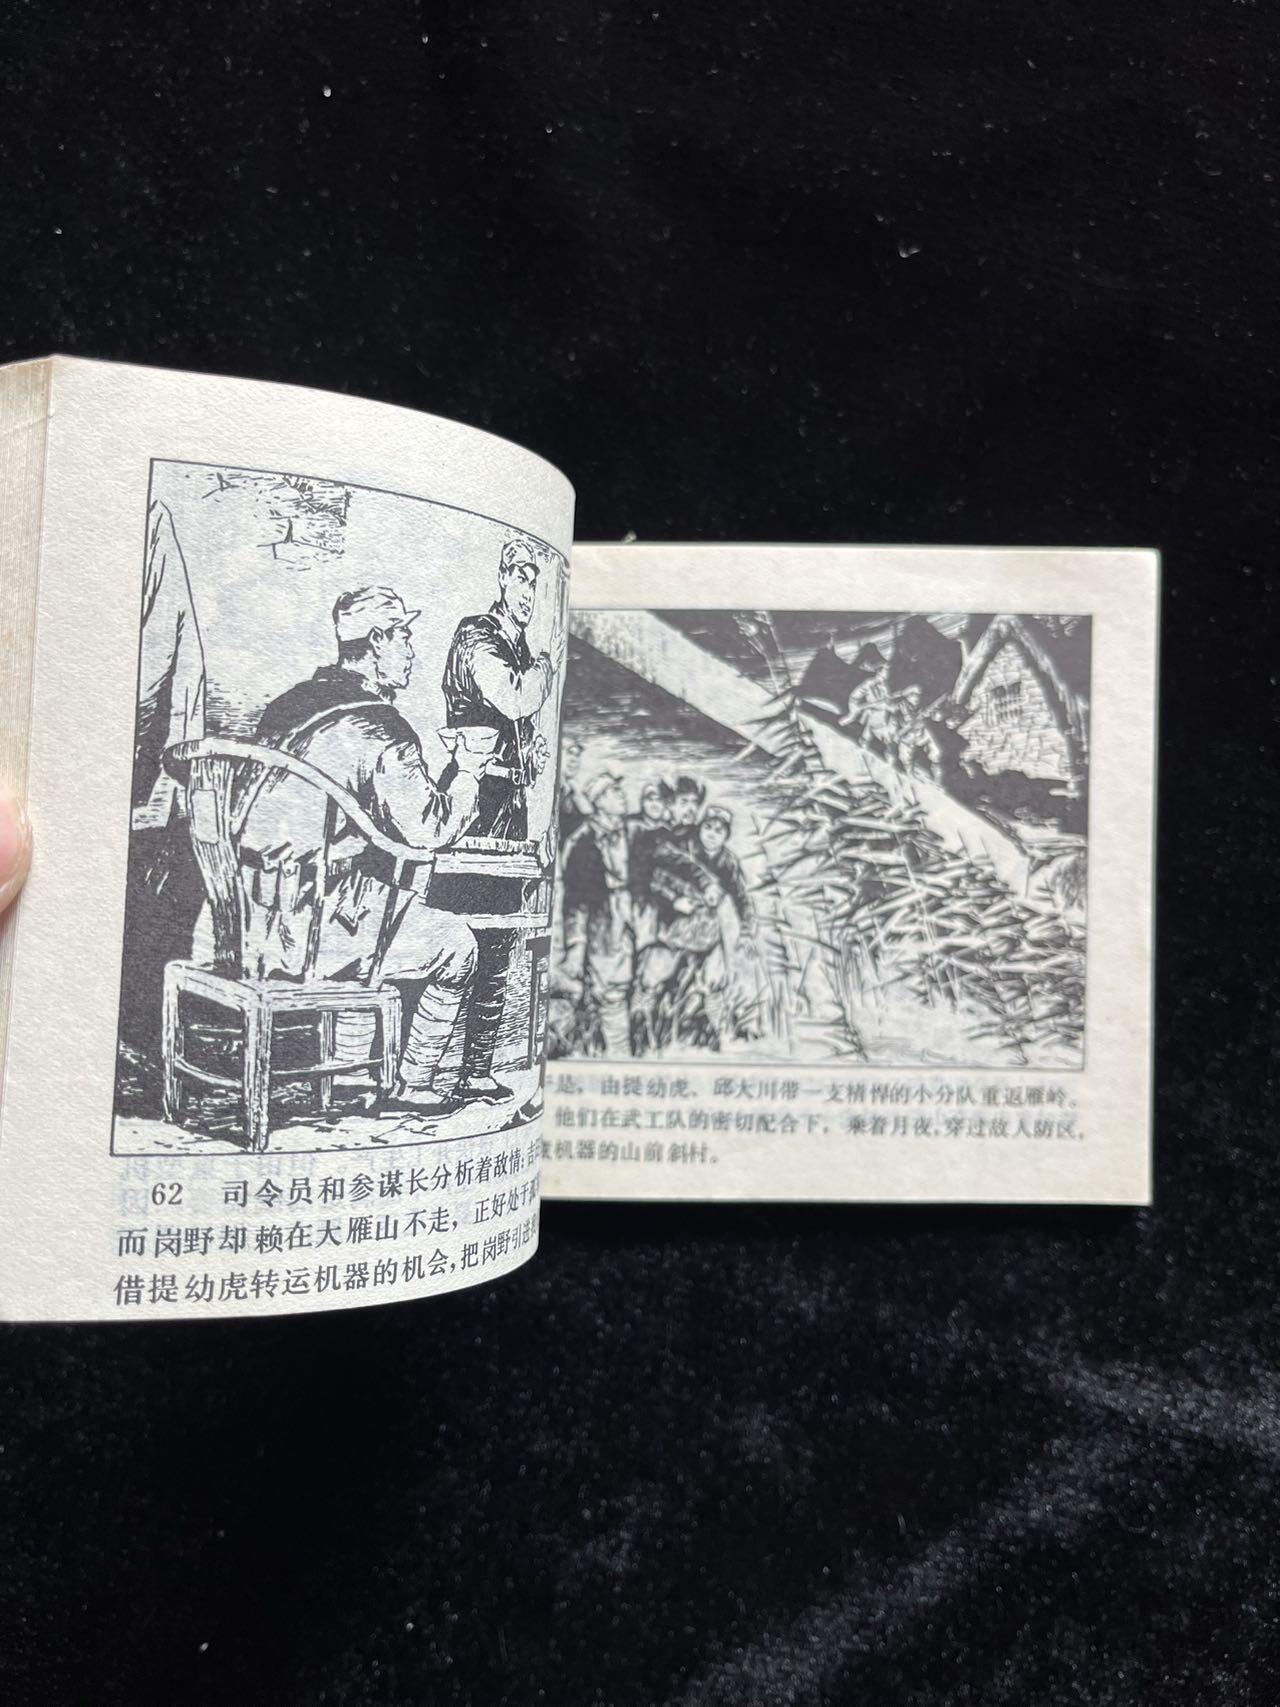 62 司令员和参谋长分析着敌情：吉
而岗野却赖在大雁山不走，正好处于孤
借提幼虎转运机器的机会，把岗野引进
是，由提幼虎、邱大川带一支精悍的小分队重返雁岭。
他们在武工队的密切配合下，乘着月夜，穿过敌人防区，
机器的山前斜村。